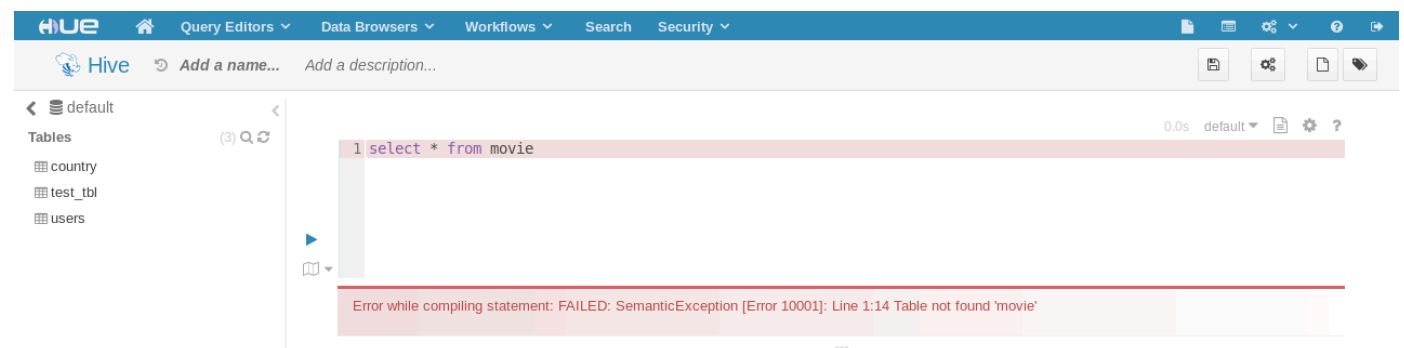 HUE Query Editors Data Browsers Workflows Search Security
Hive Add a name... Add a description...
default
Tables (3)
country
test_tbl
users
0.0s default ?
1 select * from movie
Error while compiling statement: FAILED: SemanticException [Error 10001]: Line 1:14 Table not found 'movie'